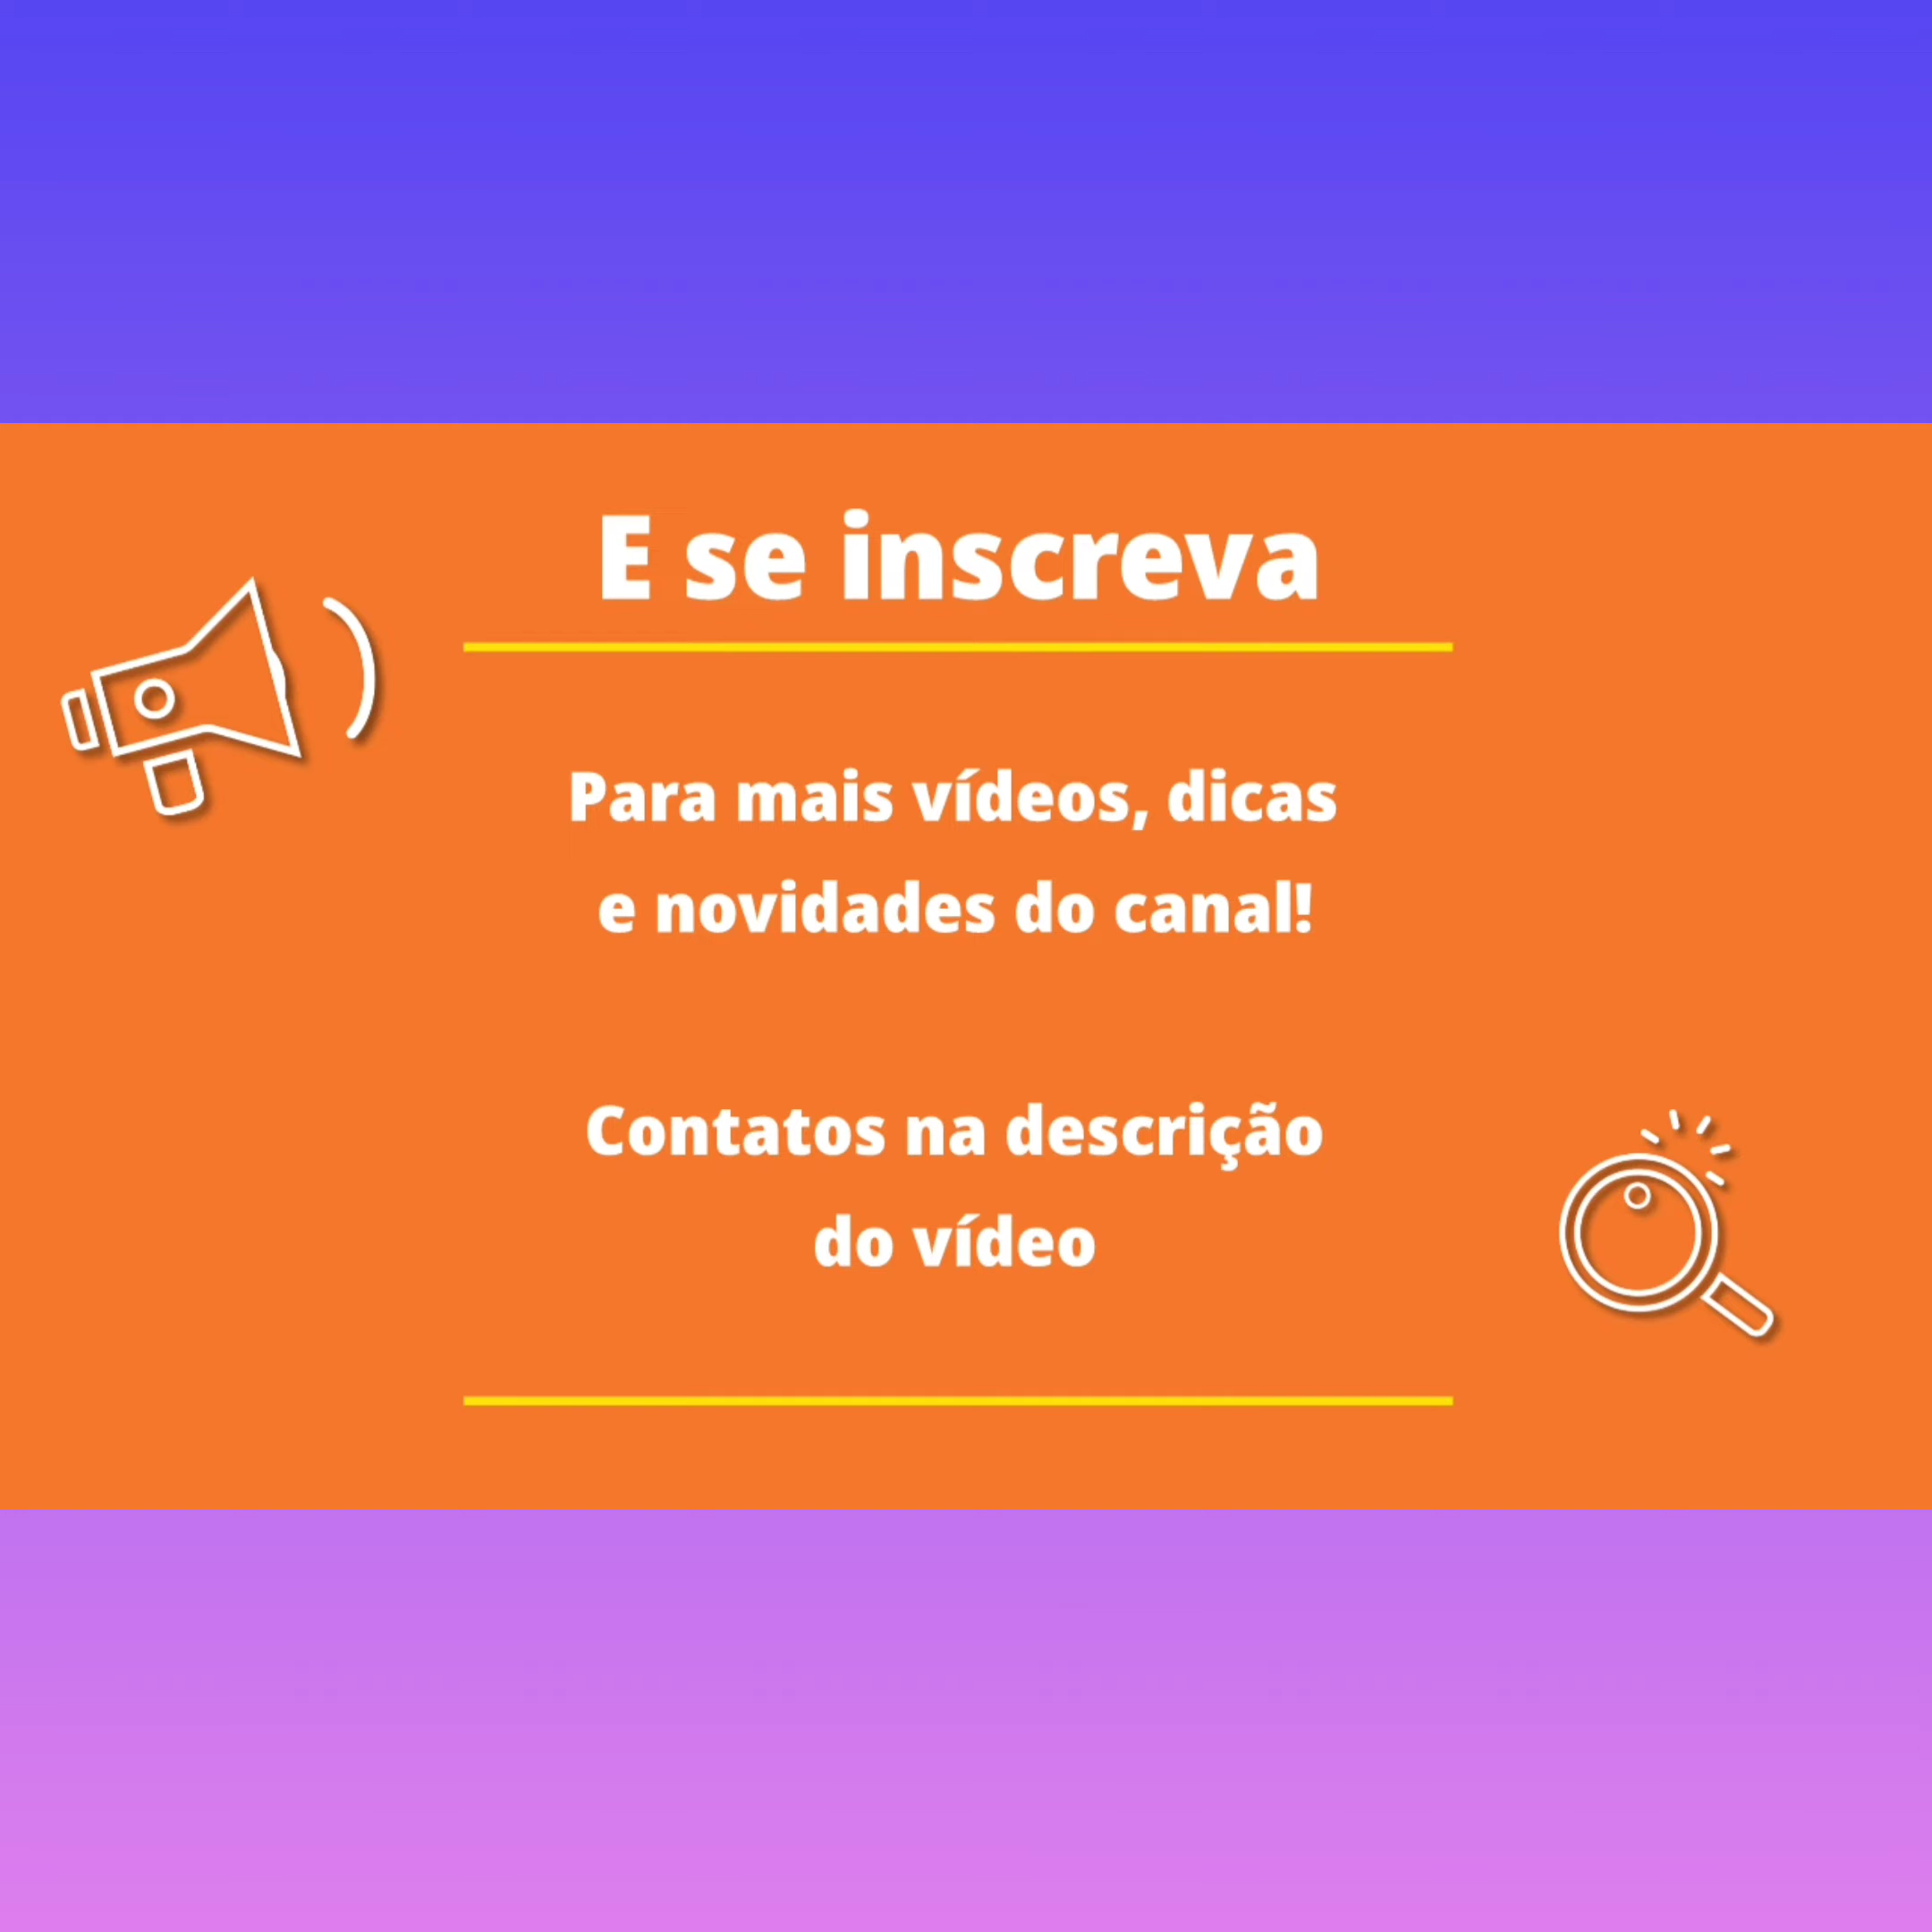 E se inscreva
Para mais vídeos, dicas
e novidades do canal!
Contatos na descrição
do vídeo